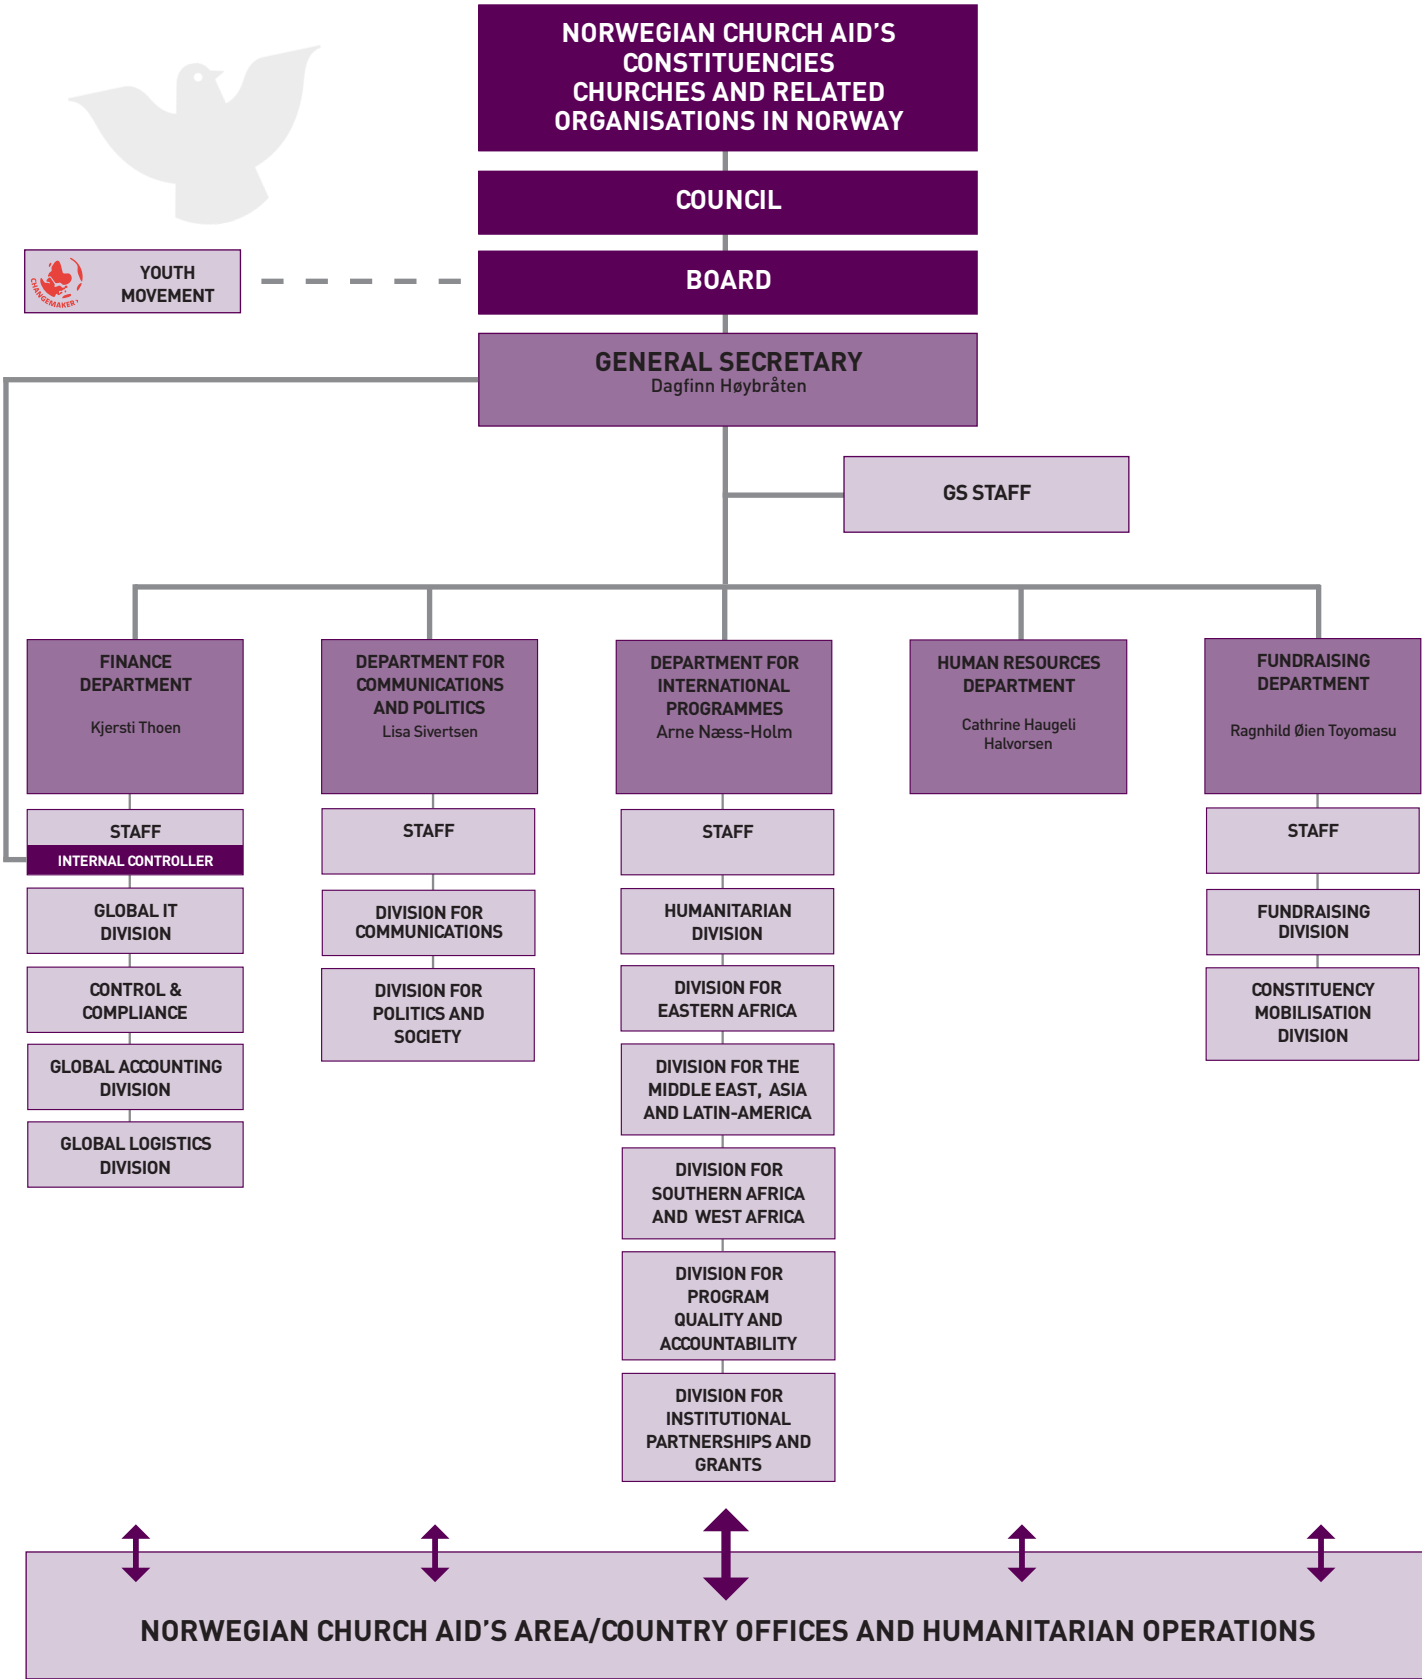 NORWEGIAN CHURCH AID'S
CONSTITUENCIES
CHURCHES AND RELATED
ORGANISATIONS IN NORWAY
COUNCIL
YOUTH
MOVEMENT
CHANGEMAKER
BOARD
GENERAL SECRETARY
Dagfinn Høybråten
GS STAFF
FINANCE
DEPARTMENT
Kjersti Thoen
STAFF
INTERNAL CONTROLLER
GLOBAL IT
DIVISION
CONTROL &
COMPLIANCE
GLOBAL ACCOUNTING
DIVISION
GLOBAL LOGISTICS
DIVISION
DEPARTMENT FOR
COMMUNICATIONS
AND POLITICS
Lisa Sivertsen
STAFF
DIVISION FOR
COMMUNICATIONS
DIVISION FOR
POLITICS AND
SOCIETY
DEPARTMENT FOR
INTERNATIONAL
PROGRAMMES
Arne Næss-Holm
STAFF
HUMANITARIAN
DIVISION
DIVISION FOR
EASTERN AFRICA
DIVISION FOR THE
MIDDLE EAST, ASIA
AND LATIN-AMERICA
DIVISION FOR
SOUTHERN AFRICA
AND WEST AFRICA
DIVISION FOR
PROGRAM
QUALITY AND
ACCOUNTABILITY
DIVISION FOR
INSTITUTIONAL
PARTNERSHIPS AND
GRANTS
HUMAN RESOURCES
DEPARTMENT
Cathrine Haugeli
Halvorsen
FUNDRAISING
DEPARTMENT
Ragnhild Øien Toyomasu
STAFF
FUNDRAISING
DIVISION
CONSTITUENCY
MOBILISATION
DIVISION
NORWEGIAN CHURCH AID'S AREA/COUNTRY OFFICES AND HUMANITARIAN OPERATIONS